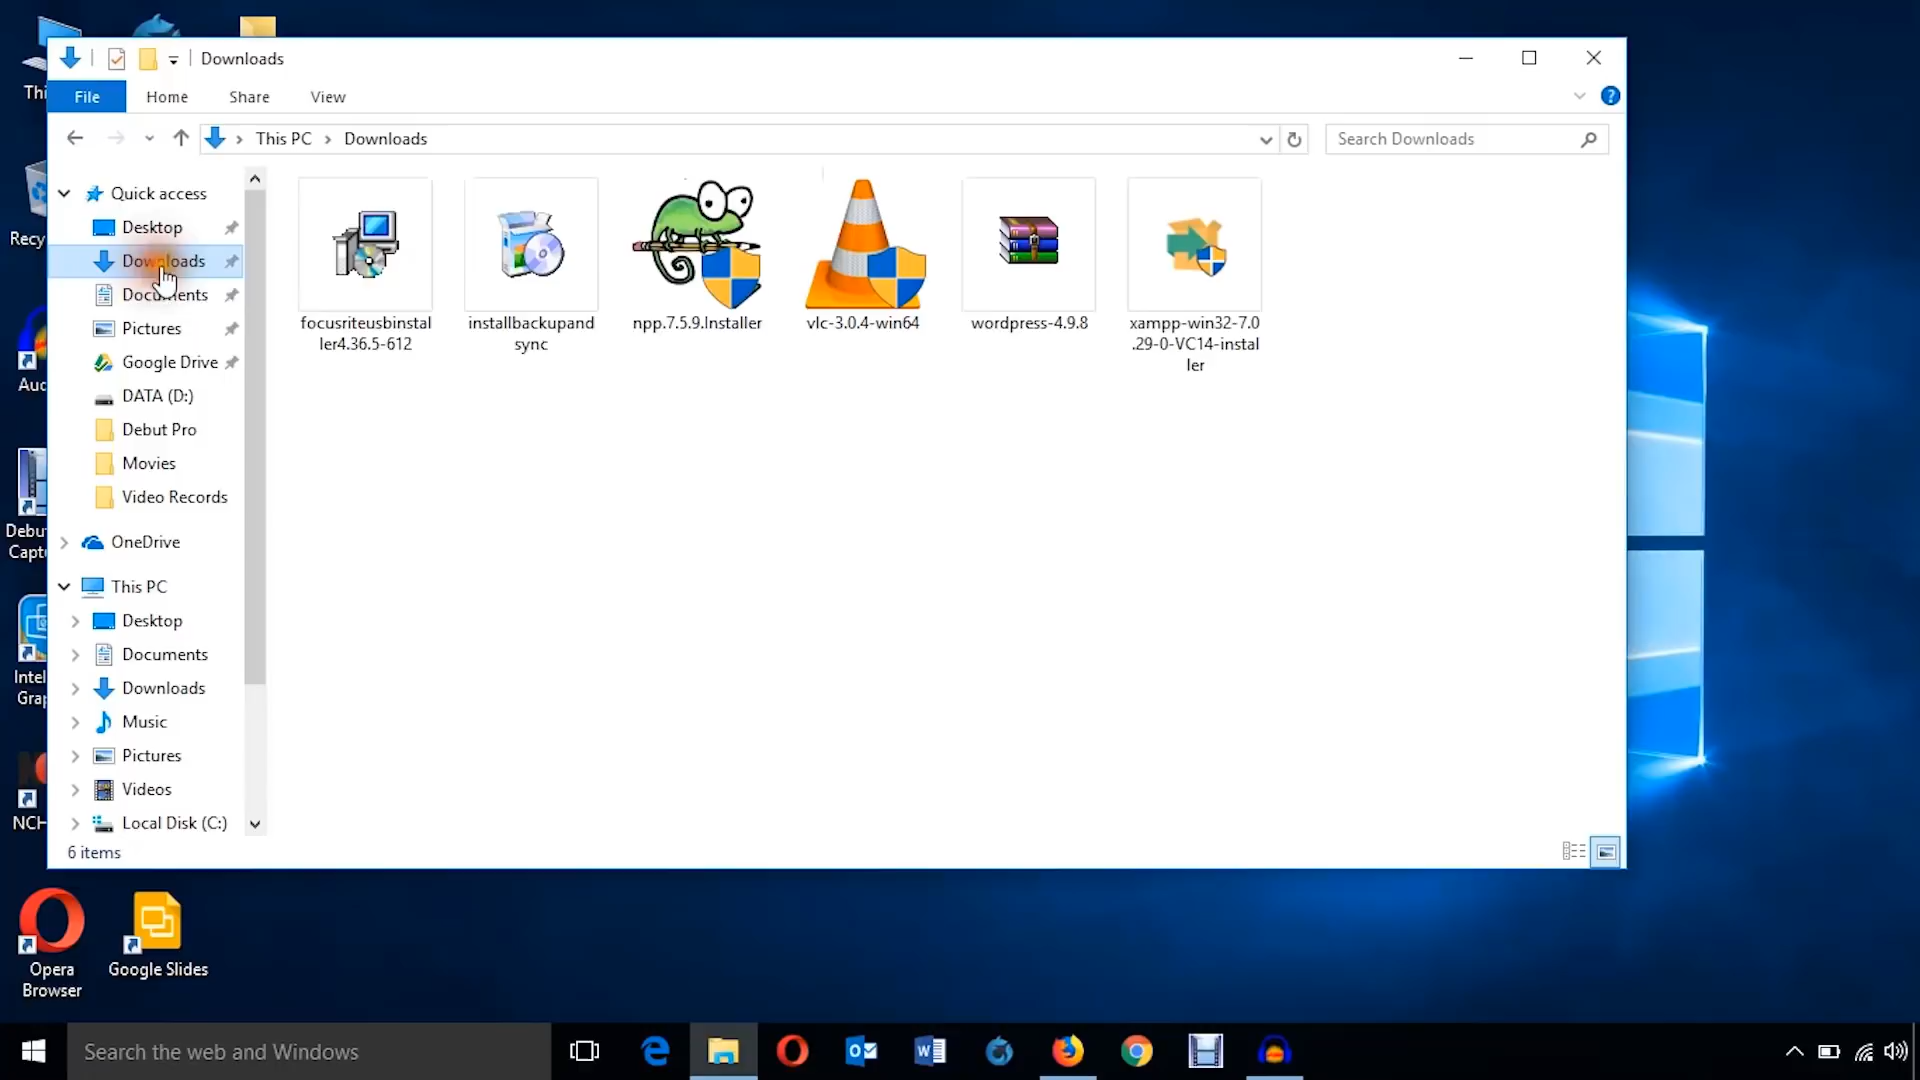 Downloads
File Home Share View
This PC Downloads
Search Downloads
Quick access
Desktop
Downloads
Documents
Pictures
Google Drive
DATA (D:)
Debut Pro
Movies
Video Records
OneDrive
This PC
Desktop
Documents
Downloads
Music
Pictures
Videos
Local Disk (C:)
focusriteusbinstal
ler4.36.5-612
installbackupand
sync
npp.7.5.9.Installer
vlc-3.0.4-win64
wordpress-4.9.8
xampp-win32-7.0
.29-0-VC14-instal
ler
6 items
Thi
Recy
Aud
Debu
Capt
Intel
Grap
NCH
Opera
Browser
Google Slides
Search the web and Windows